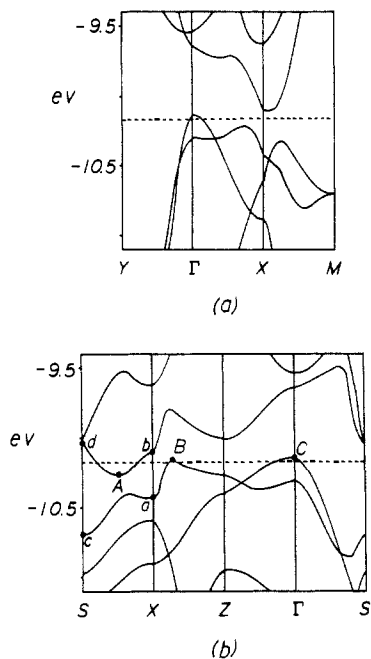 -9.5
ev
-10.5
Y Γ X M
(a)
-9.5
ev
d
b
B
C
A
a
-10.5
c
S X Z Γ S
(b)